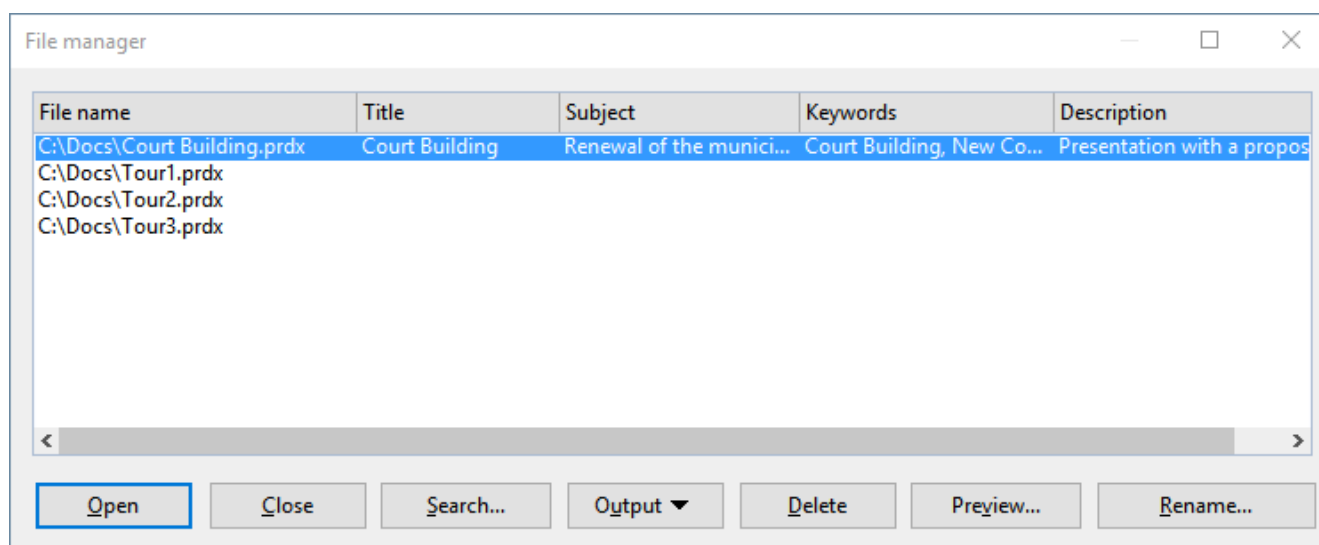 File manager
File name Title Subject Keywords Description
C:\Docs\Court Building.prdx Court Building Renewal of the munici... Court Building, New Co... Presentation with a propos
C:\Docs\Tour1.prdx
C:\Docs\Tour2.prdx
C:\Docs\Tour3.prdx
Open Close Search... Output Delete Preview... Rename...